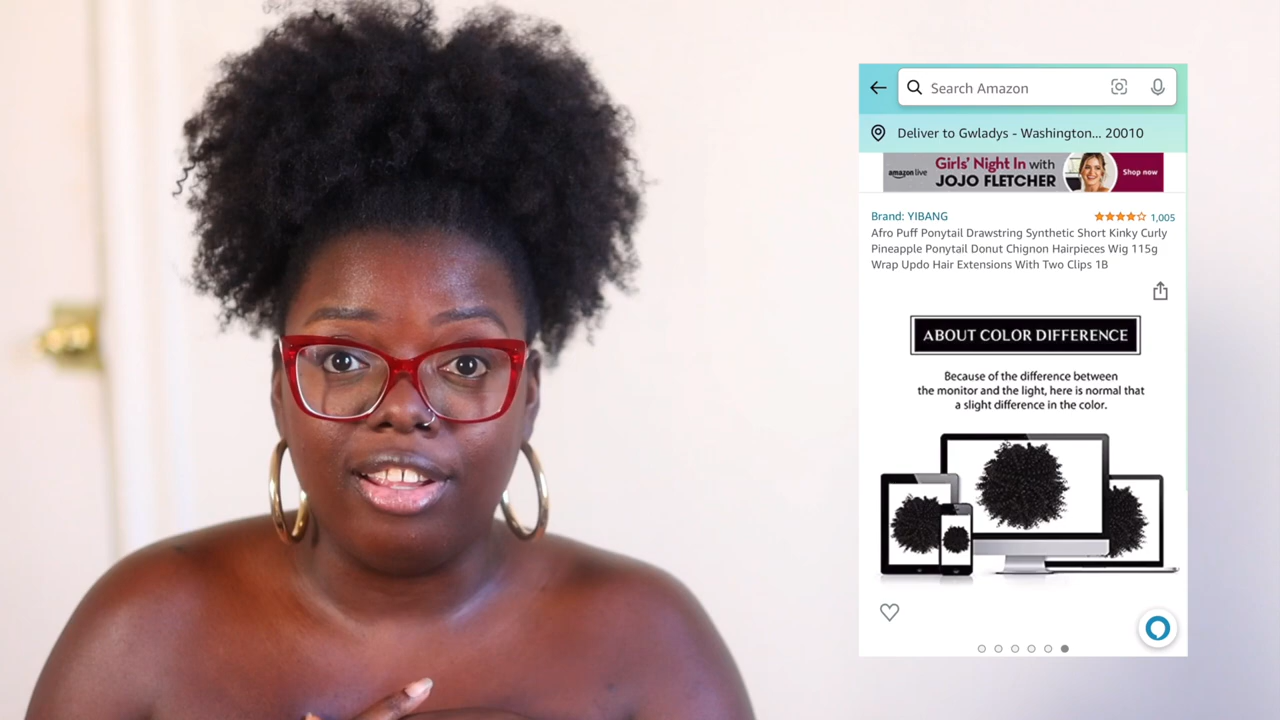 Search Amazon
Deliver to Gwladys - Washington... 20010
amazon live
Girls' Night In with
JOJO FLETCHER
Shop now
Brand: YIBANG
1,005
Afro Puff Ponytail Drawstring Synthetic Short Kinky Curly
Pineapple Ponytail Donut Chignon Hairpieces Wig 115g
Wrap Updo Hair Extensions With Two Clips 1B
ABOUT COLOR DIFFERENCE
Because of the difference between
the monitor and the light, here is normal that
a slight difference in the color.